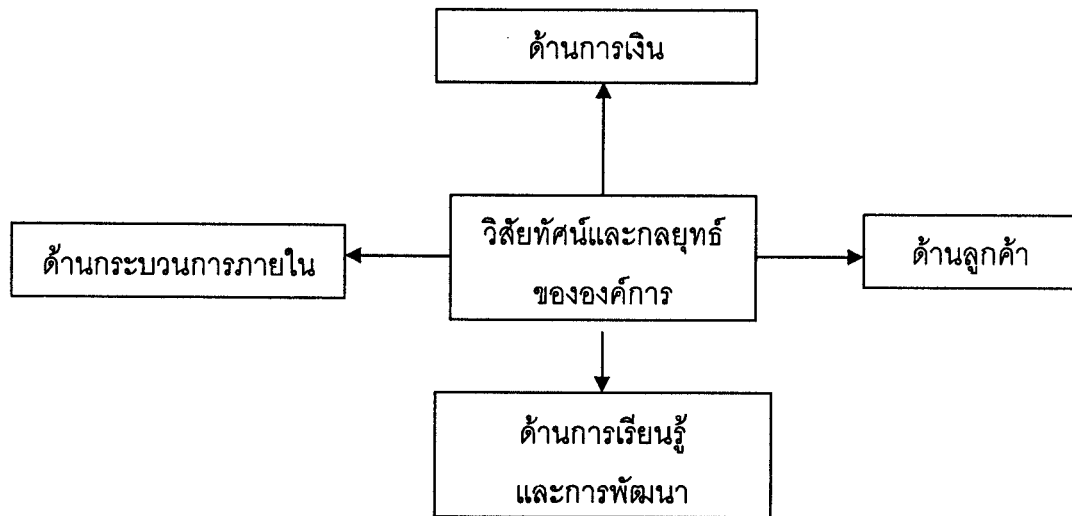 ด้านการเงิน
วิสัยทัศน์และกลยุทธ์
ขององค์การ
ด้านกระบวนการภายใน
ด้านลูกค้า
ด้านการเรียนรู้
และการพัฒนา